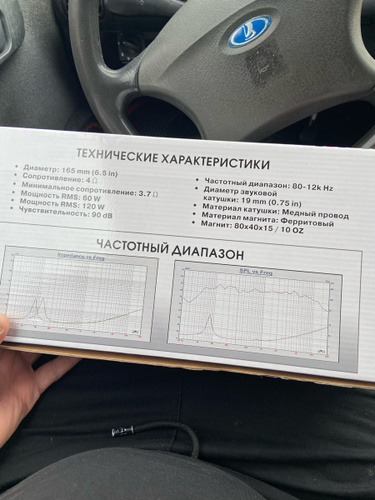 ТЕХНИЧЕСКИЕ ХАРАКТЕРИСТИКИ
• Диаметр: 165 mm (6.5 in)
• Сопротивление: 4 Ω
• Минимальное сопротивление: 3.7 Ω
• Мощность RMS: 60 W
• Мощность RMS: 120 W
• Чувствительность: 90 dB
• Частотный диапазон: 80-12k Hz
• Диаметр звуковой
катушки: 19 mm (0.75 in)
• Материал катушки: Медный провод
• Материал магнита: Ферритовый
• Магнит: 80x40x15 / 10 OZ
ЧАСТОТНЫЙ ДИАПАЗОН
Impedance vs Freq
SPL vs Freq